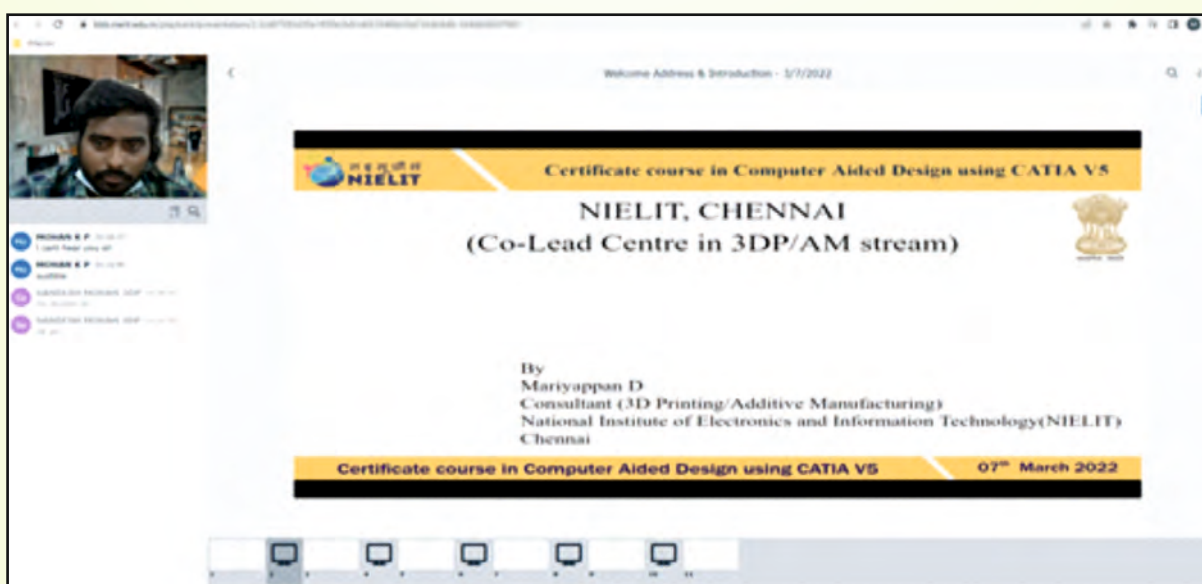 Welcome Address & Introduction - 3/7/2022
MOHAN K P
I cant hear you sir
MOHAN K P
audible
NIELIT
Certificate course in Computer Aided Design using CATIA V5
NIELIT, CHENNAI
(Co-Lead Centre in 3DP/AM stream)
By
Mariyappan D
Consultant (3D Printing/Additive Manufacturing)
National Institute of Electronics and Information Technology(NIELIT)
Chennai
Certificate course in Computer Aided Design using CATIA V5
07th March 2022